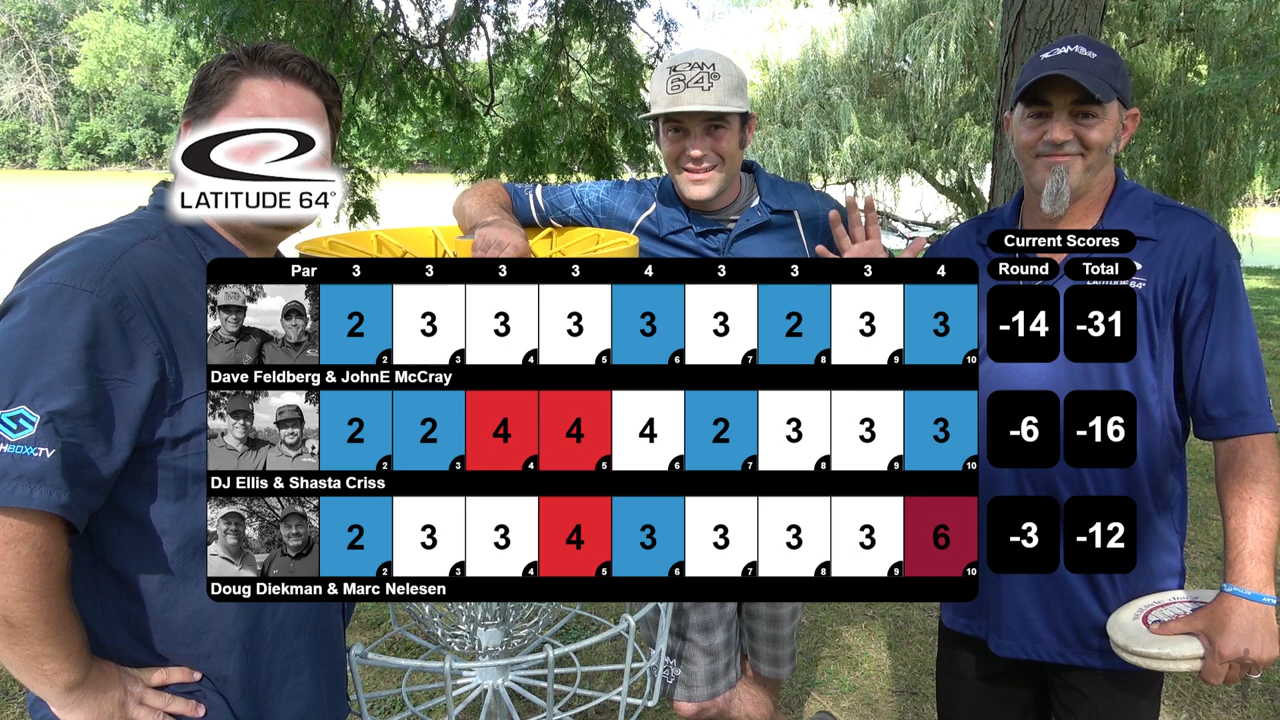 TEAM
64°
TEAM64°
LATITUDE 64°
Current Scores
Round Total
Par 3 3 3 3 4 3 3 3 4
LATITUDE 64°
2 3 3 3 3 3 2 3 3 -14 -31
2 3 4 5 6 7 8 9 10
Dave Feldberg & JohnE McCray
2 2 4 4 4 2 3 3 3 -6 -16
2 3 4 5 6 7 8 9 10
HBOXX.TV
DJ Ellis & Shasta Criss
2 3 3 4 3 3 3 3 6 -3 -12
2 3 4 5 6 7 8 9 10
Doug Diekman & Marc Nelesen